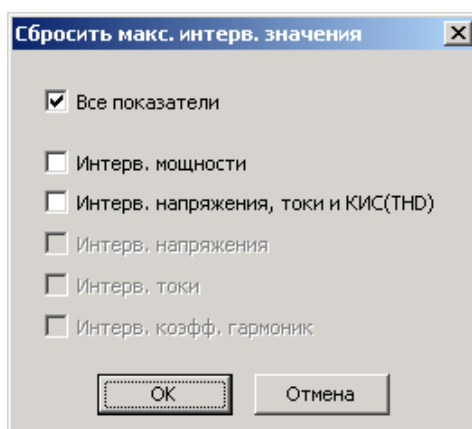 Сбросить макс. интерв. значения
Все показатели
Интерв. мощности
Интерв. напряжения, токи и КИС(THD)
Интерв. напряжения
Интерв. токи
Интерв. коэфф. гармоник
OK
Отмена